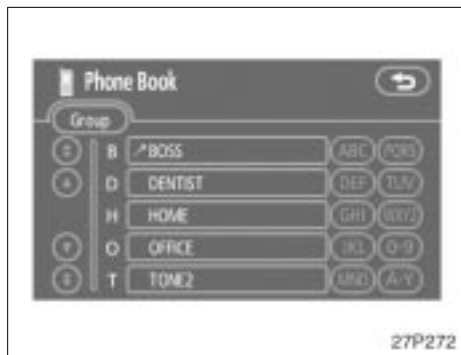 Phone Book
Group
B BOSS ABC PQRS
D DENTIST DEF TUV
H HOME GHI WXYZ
O OFFICE JKL 0-9
T TONE2 MNO
27P272